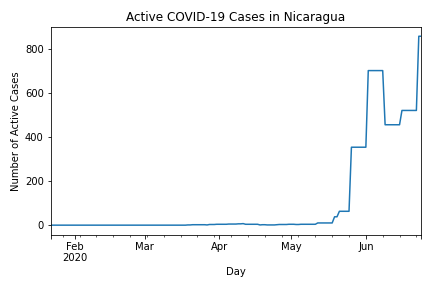 Active COVID-19 Cases in Nicaragua
Number of Active Cases
800
600
400
200
0
Feb Mar Apr May Jun
2020
Day